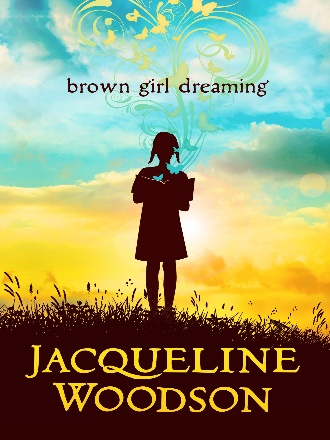 brown girl dreaming
JACQUELINE
WOODSON